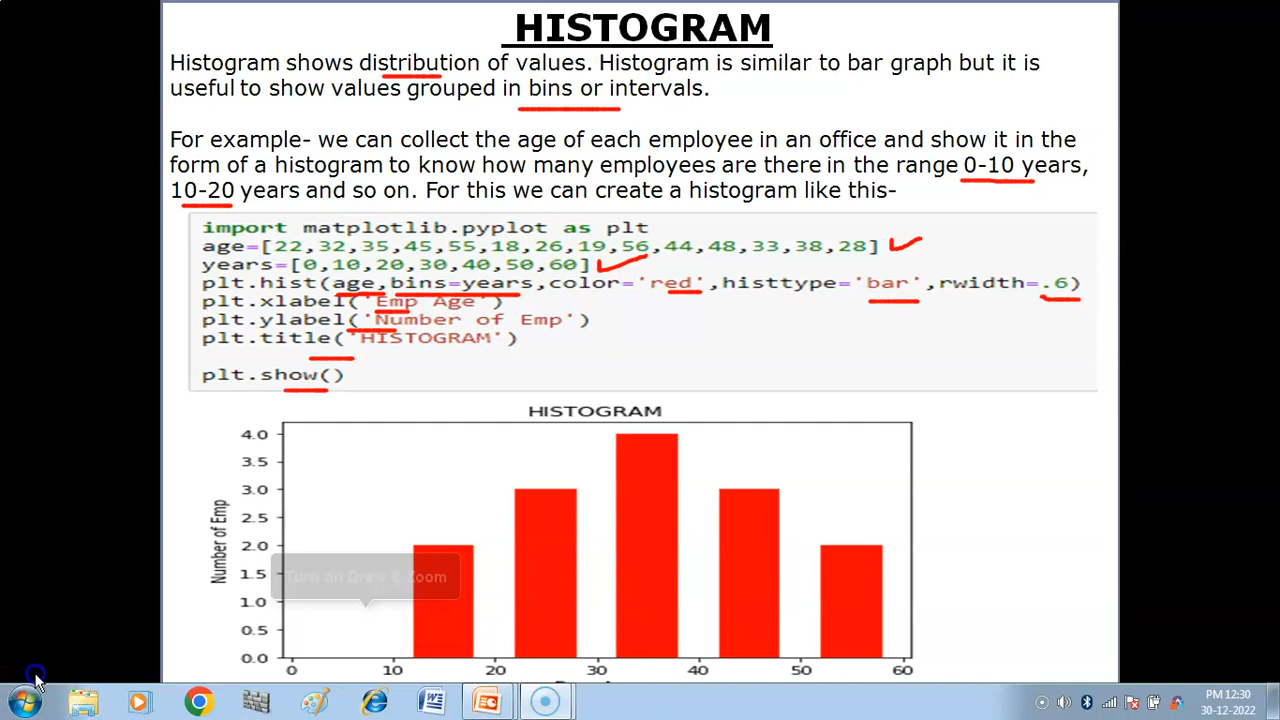 HISTOGRAM
Histogram shows distribution of values. Histogram is similar to bar graph but it is
useful to show values grouped in bins or intervals.
For example- we can collect the age of each employee in an office and show it in the
form of a histogram to know how many employees are there in the range 0-10 years,
10-20 years and so on. For this we can create a histogram like this-
import matplotlib.pyplot as plt
age=[22,32,35,45,55,18,26,19,56,44,48,33,38,28]
years=[0,10,20,30,40,50,60]
plt.hist(age,bins=years,color='red',histtype='bar',rwidth=.6)
plt.xlabel('Emp Age')
plt.ylabel('Number of Emp')
plt.title('HISTOGRAM')
plt.show()
HISTOGRAM
4.0
3.5
3.0
2.5
2.0
1.5
1.0
0.5
0.0
Number of Emp
Turn on Draw & Zoom
0 10 20 30 40 50 60
PM 12:30
30-12-2022